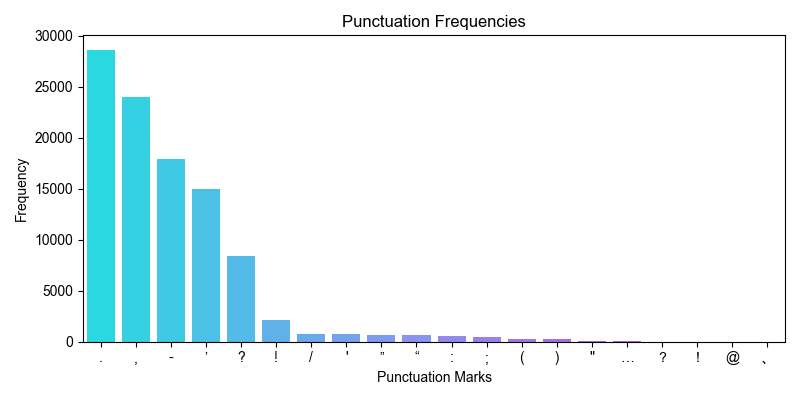 Punctuation Frequencies
30000
25000
20000
15000
10000
5000
0
Frequency
. , - ’ ? ! / ' ” “ : ; ( ) " … ? ! @ 、
Punctuation Marks